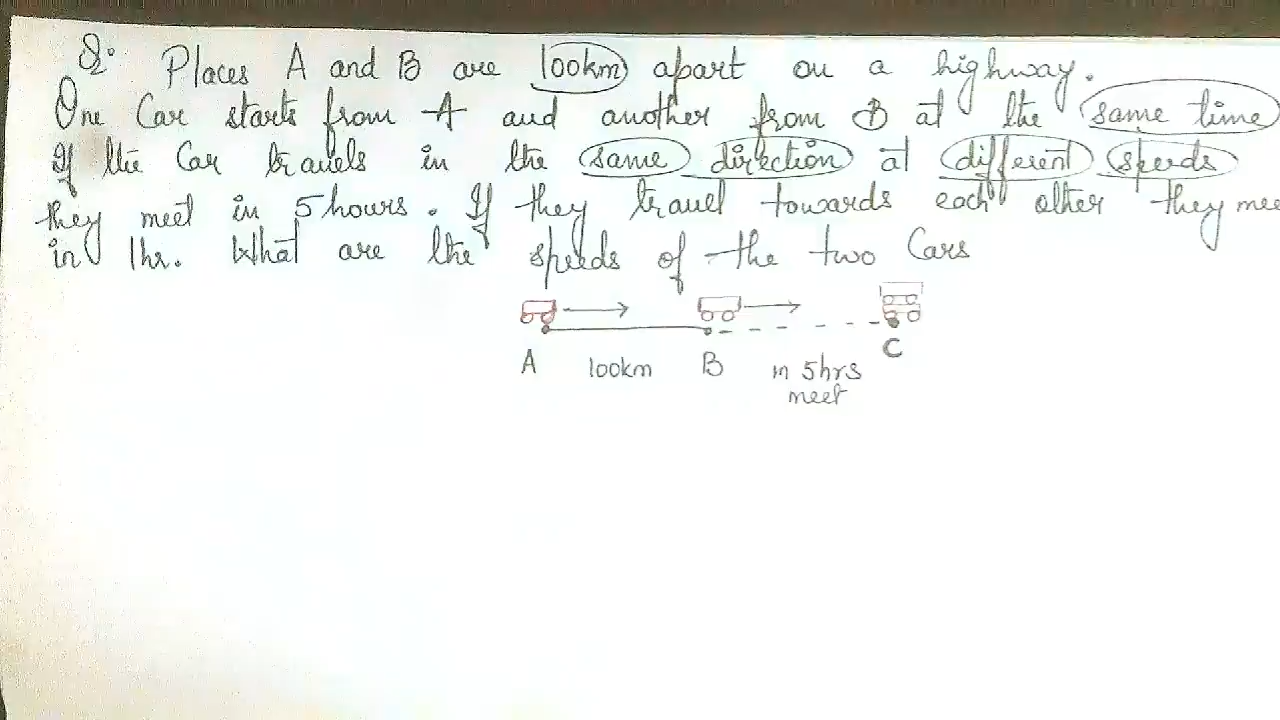 Q: Places A and B are 100km apart on a highway.
One Car starts from A and another from B at the same time
If the Car travels in the same direction at different speeds
they meet in 5 hours. If they travel towards each other they mee
in 1hr. What are the speeds of the two Cars
A 100km B in 5hrs C
meet